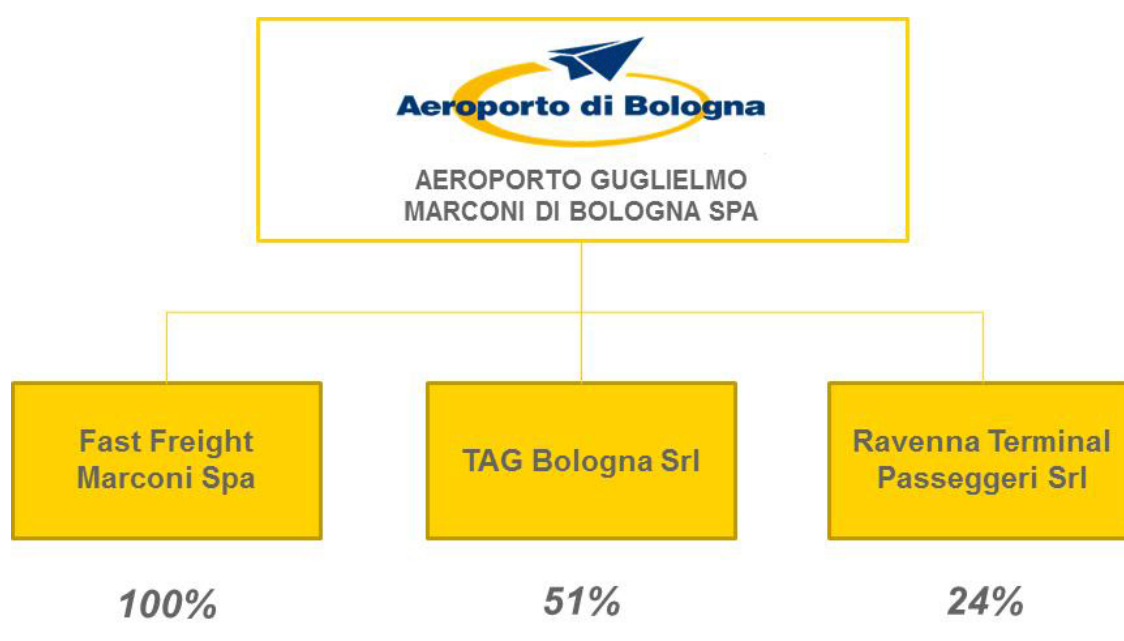 Aeroporto di Bologna
AEROPORTO GUGLIELMO
MARCONI DI BOLOGNA SPA
Fast Freight
Marconi Spa
TAG Bologna Srl
Ravenna Terminal
Passeggeri Srl
100%
51%
24%